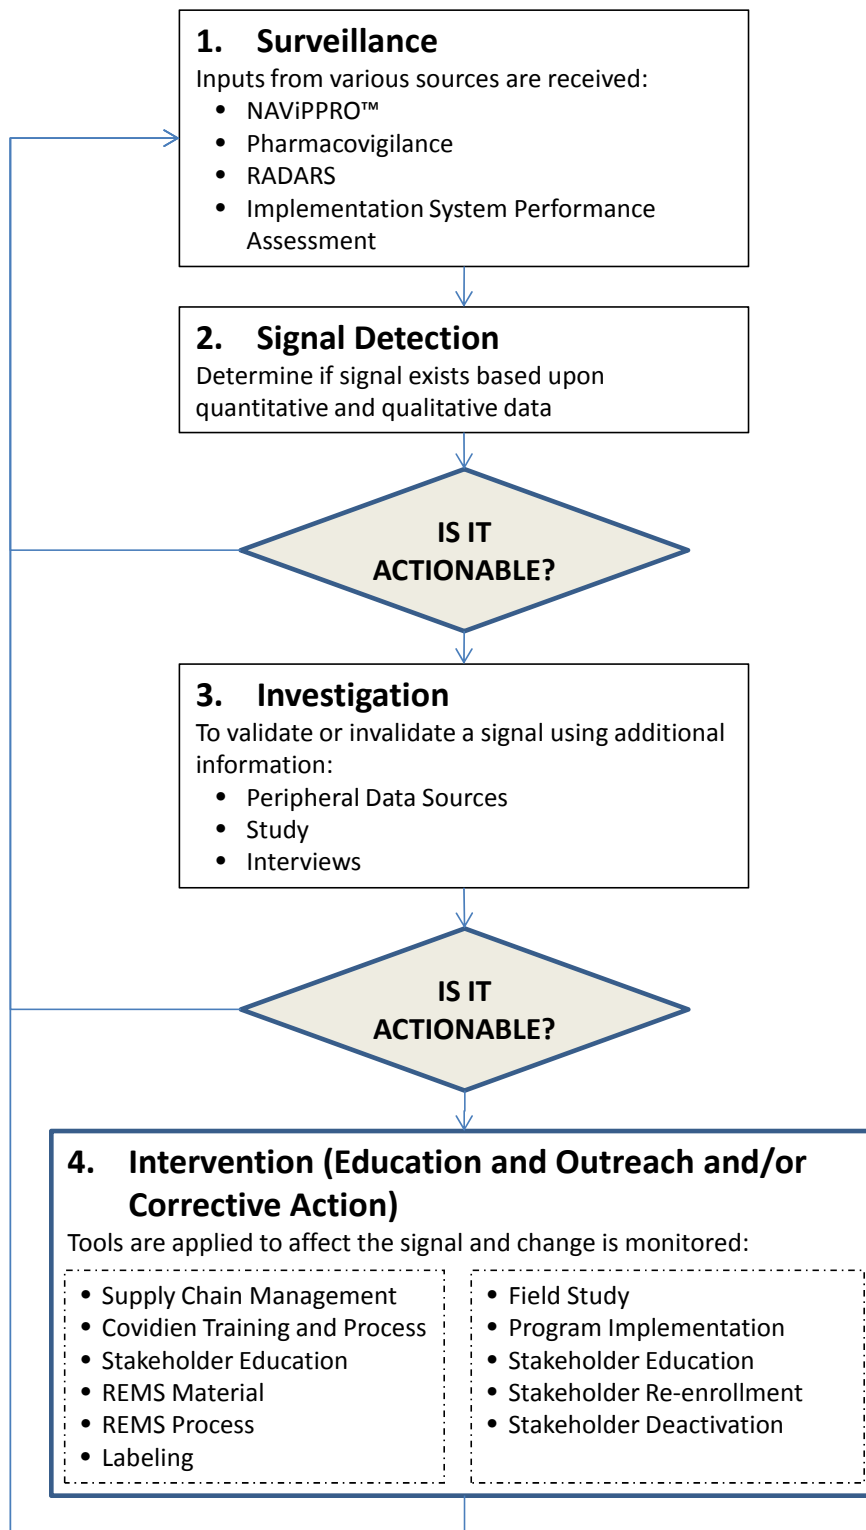 1. Surveillance
Inputs from various sources are received:
• NAViPPRO™
• Pharmacovigilance
• RADARS
• Implementation System Performance
Assessment
2. Signal Detection
Determine if signal exists based upon
quantitative and qualitative data
IS IT
ACTIONABLE?
3. Investigation
To validate or invalidate a signal using additional
information:
• Peripheral Data Sources
• Study
• Interviews
IS IT
ACTIONABLE?
4. Intervention (Education and Outreach and/or
Corrective Action)
Tools are applied to affect the signal and change is monitored:
• Supply Chain Management
• Covidien Training and Process
• Stakeholder Education
• REMS Material
• REMS Process
• Labeling
• Field Study
• Program Implementation
• Stakeholder Education
• Stakeholder Re-enrollment
• Stakeholder Deactivation